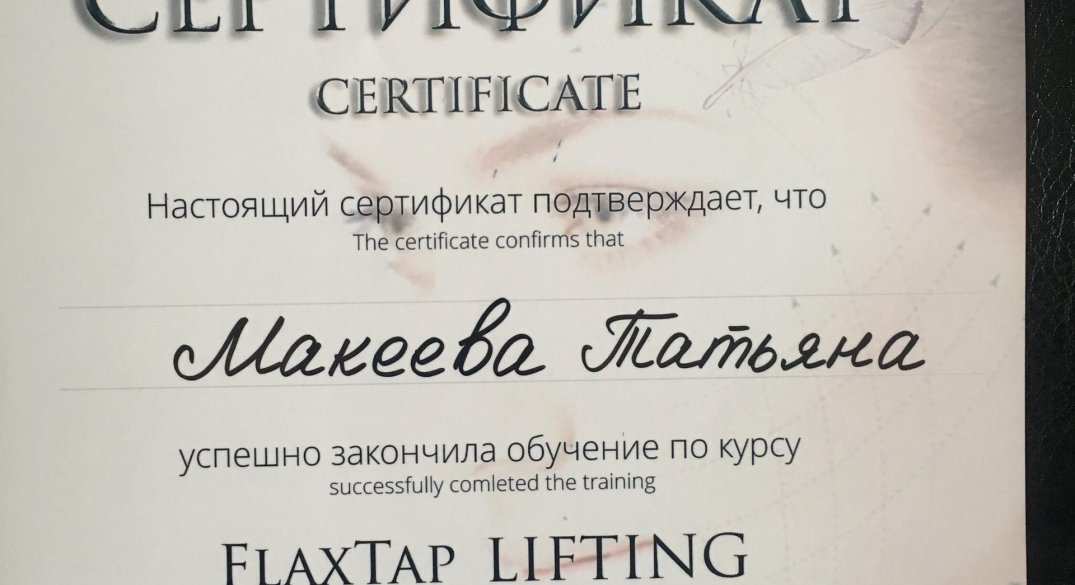 СЕРТИФИКАТ
CERTIFICATE
Настоящий сертификат подтверждает, что
The certificate confirms that
Макеева Татьяна
успешно закончила обучение по курсу
successfully comleted the training
FLAXTAP LIFTING